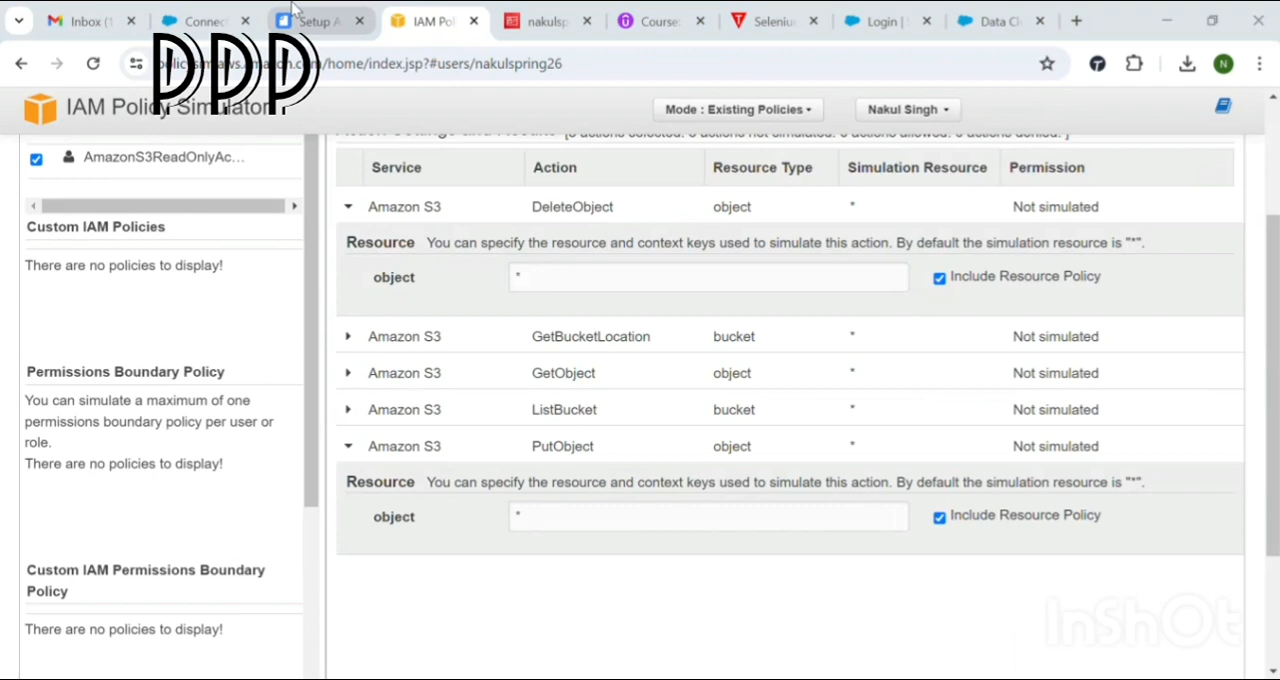 Inbox (1
Connec
Setup A
IAM Pol
nakulsp
Course:
Seleniu
Login |
Data Cl
.amazon.com/home/index.jsp?#users/nakulspring26
PPP
N
IAM Policy Simulator
Mode : Existing Policies
Nakul Singh
AmazonS3ReadOnlyAc...
Custom IAM Policies
There are no policies to display!
Permissions Boundary Policy
You can simulate a maximum of one
permissions boundary policy per user or
role.
There are no policies to display!
Custom IAM Permissions Boundary
Policy
There are no policies to display!
Service Action Resource Type Simulation Resource Permission
Amazon S3 DeleteObject object * Not simulated
Resource You can specify the resource and context keys used to simulate this action. By default the simulation resource is "*".
object * Include Resource Policy
Amazon S3 GetBucketLocation bucket * Not simulated
Amazon S3 GetObject object * Not simulated
Amazon S3 ListBucket bucket * Not simulated
Amazon S3 PutObject object * Not simulated
Resource You can specify the resource and context keys used to simulate this action. By default the simulation resource is "*".
object * Include Resource Policy
InShOt